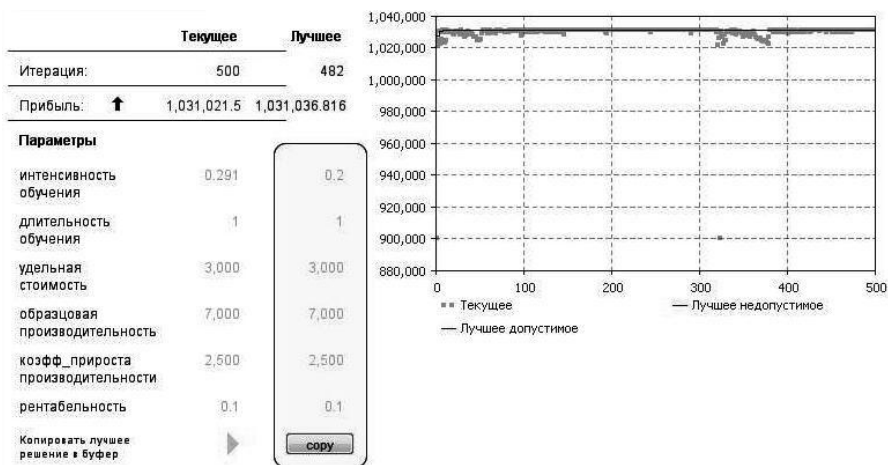 Текущее Лучшее
Итерация: 500 482
Прибыль: 1,031,021.5 1,031,036.816
Параметры
интенсивность обучения 0.291 0.2
длительность обучения 1 1
удельная стоимость 3,000 3,000
образцовая производительность 7,000 7,000
коэфф_прироста производительности 2,500 2,500
рентабельность 0.1 0.1
Копировать лучшее решение в буфер
copy
1,040,000
1,020,000
1,000,000
980,000
960,000
940,000
920,000
900,000
880,000
0 100 200 300 400 500
Текущее
Лучшее недопустимое
Лучшее допустимое